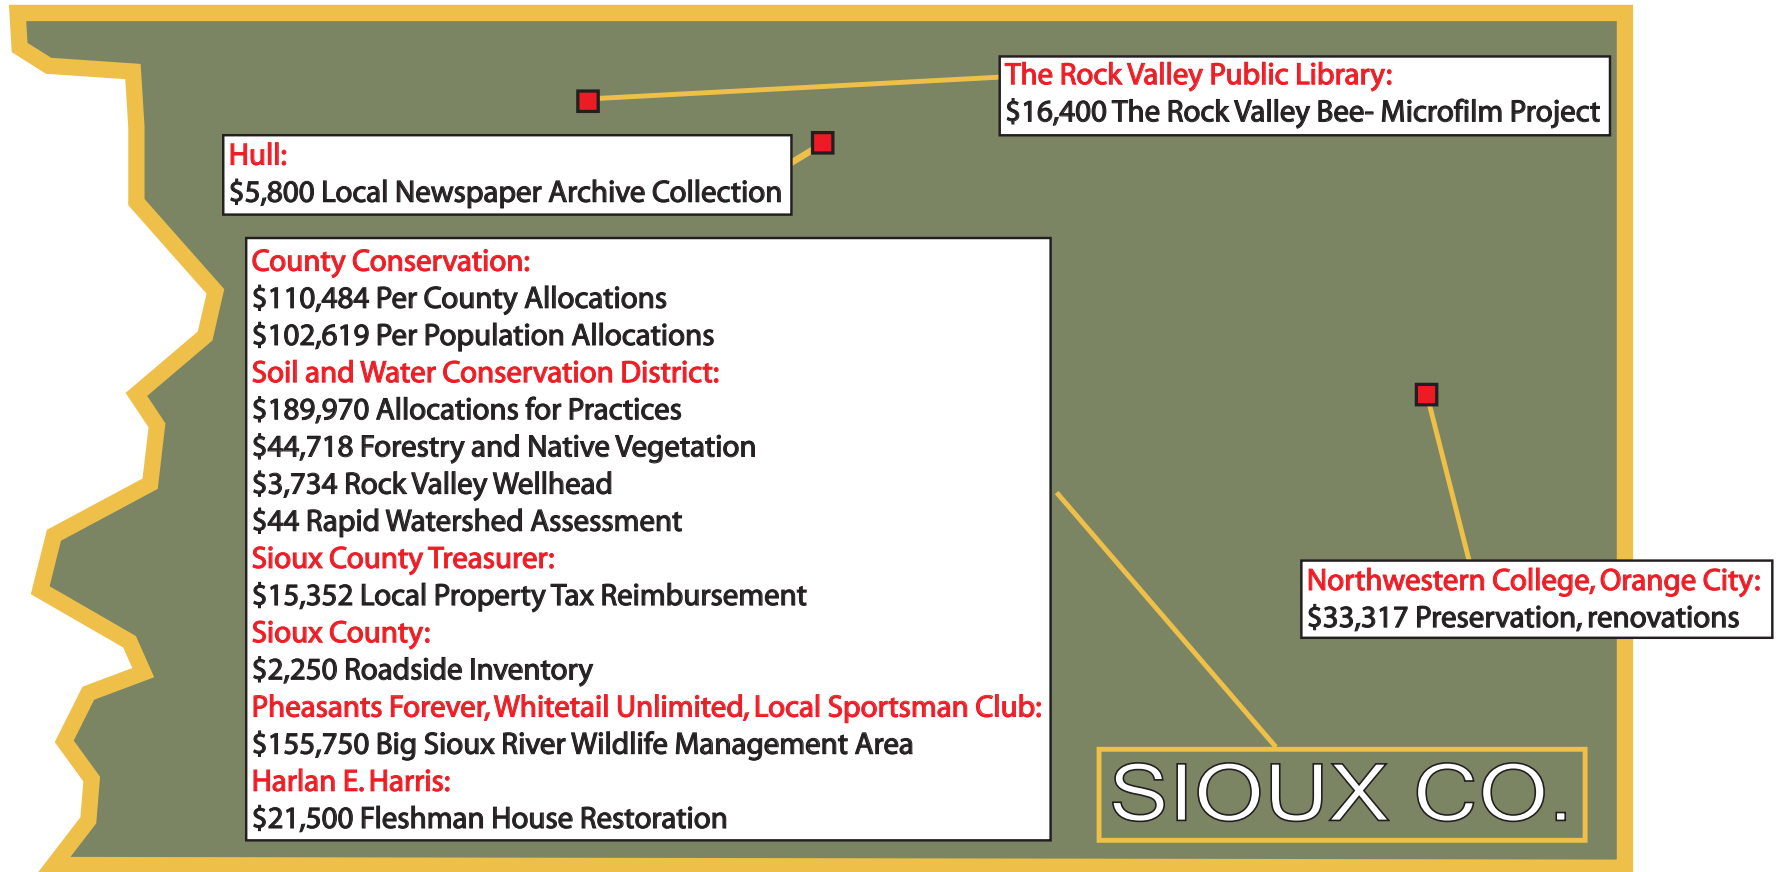 The Rock Valley Public Library:
$16,400 The Rock Valley Bee- Microfilm Project
Hull:
$5,800 Local Newspaper Archive Collection
County Conservation:
$110,484 Per County Allocations
$102,619 Per Population Allocations
Soil and Water Conservation District:
$189,970 Allocations for Practices
$44,718 Forestry and Native Vegetation
$3,734 Rock Valley Wellhead
$44 Rapid Watershed Assessment
Sioux County Treasurer:
$15,352 Local Property Tax Reimbursement
Sioux County:
$2,250 Roadside Inventory
Pheasants Forever, Whitetail Unlimited, Local Sportsman Club:
$155,750 Big Sioux River Wildlife Management Area
Harlan E. Harris:
$21,500 Fleshman House Restoration
Northwestern College, Orange City:
$33,317 Preservation, renovations
SIOUX CO.